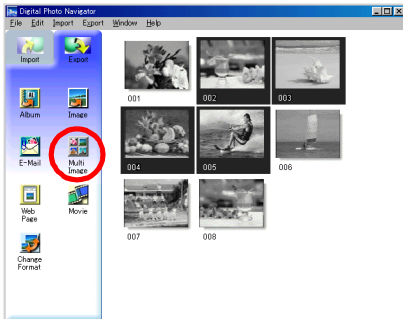 Digital Photo Navigator
File Edit Import Export Window Help
Import Export
Album Image
E-Mail Multi Image
Web Page Movie
Change Format
001 002 003
004 005 006
007 008